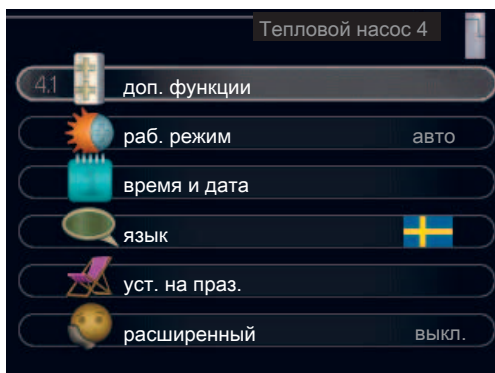 Тепловой насос 4
4.1 доп. функции
раб. режим авто
время и дата
язык
уст. на праз.
расширенный выкл.